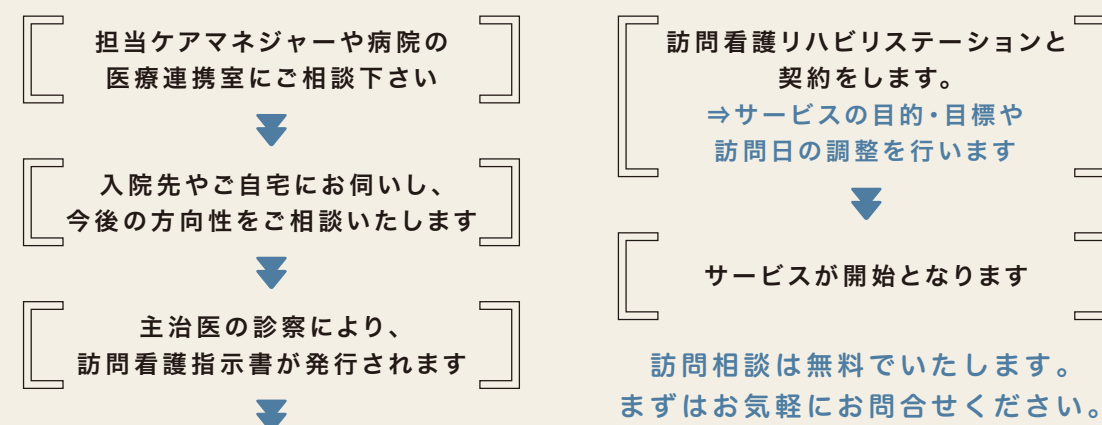 担当ケアマネジャーや病院の
医療連携室にご相談下さい
入院先やご自宅にお伺いし、
今後の方向性をご相談いたします
主治医の診察により、
訪問看護指示書が発行されます
訪問看護リハビリステーションと
契約をします。
⇒サービスの目的・目標や
訪問日の調整を行います
サービスが開始となります
訪問相談は無料でいたします。
まずはお気軽にお問合せください。